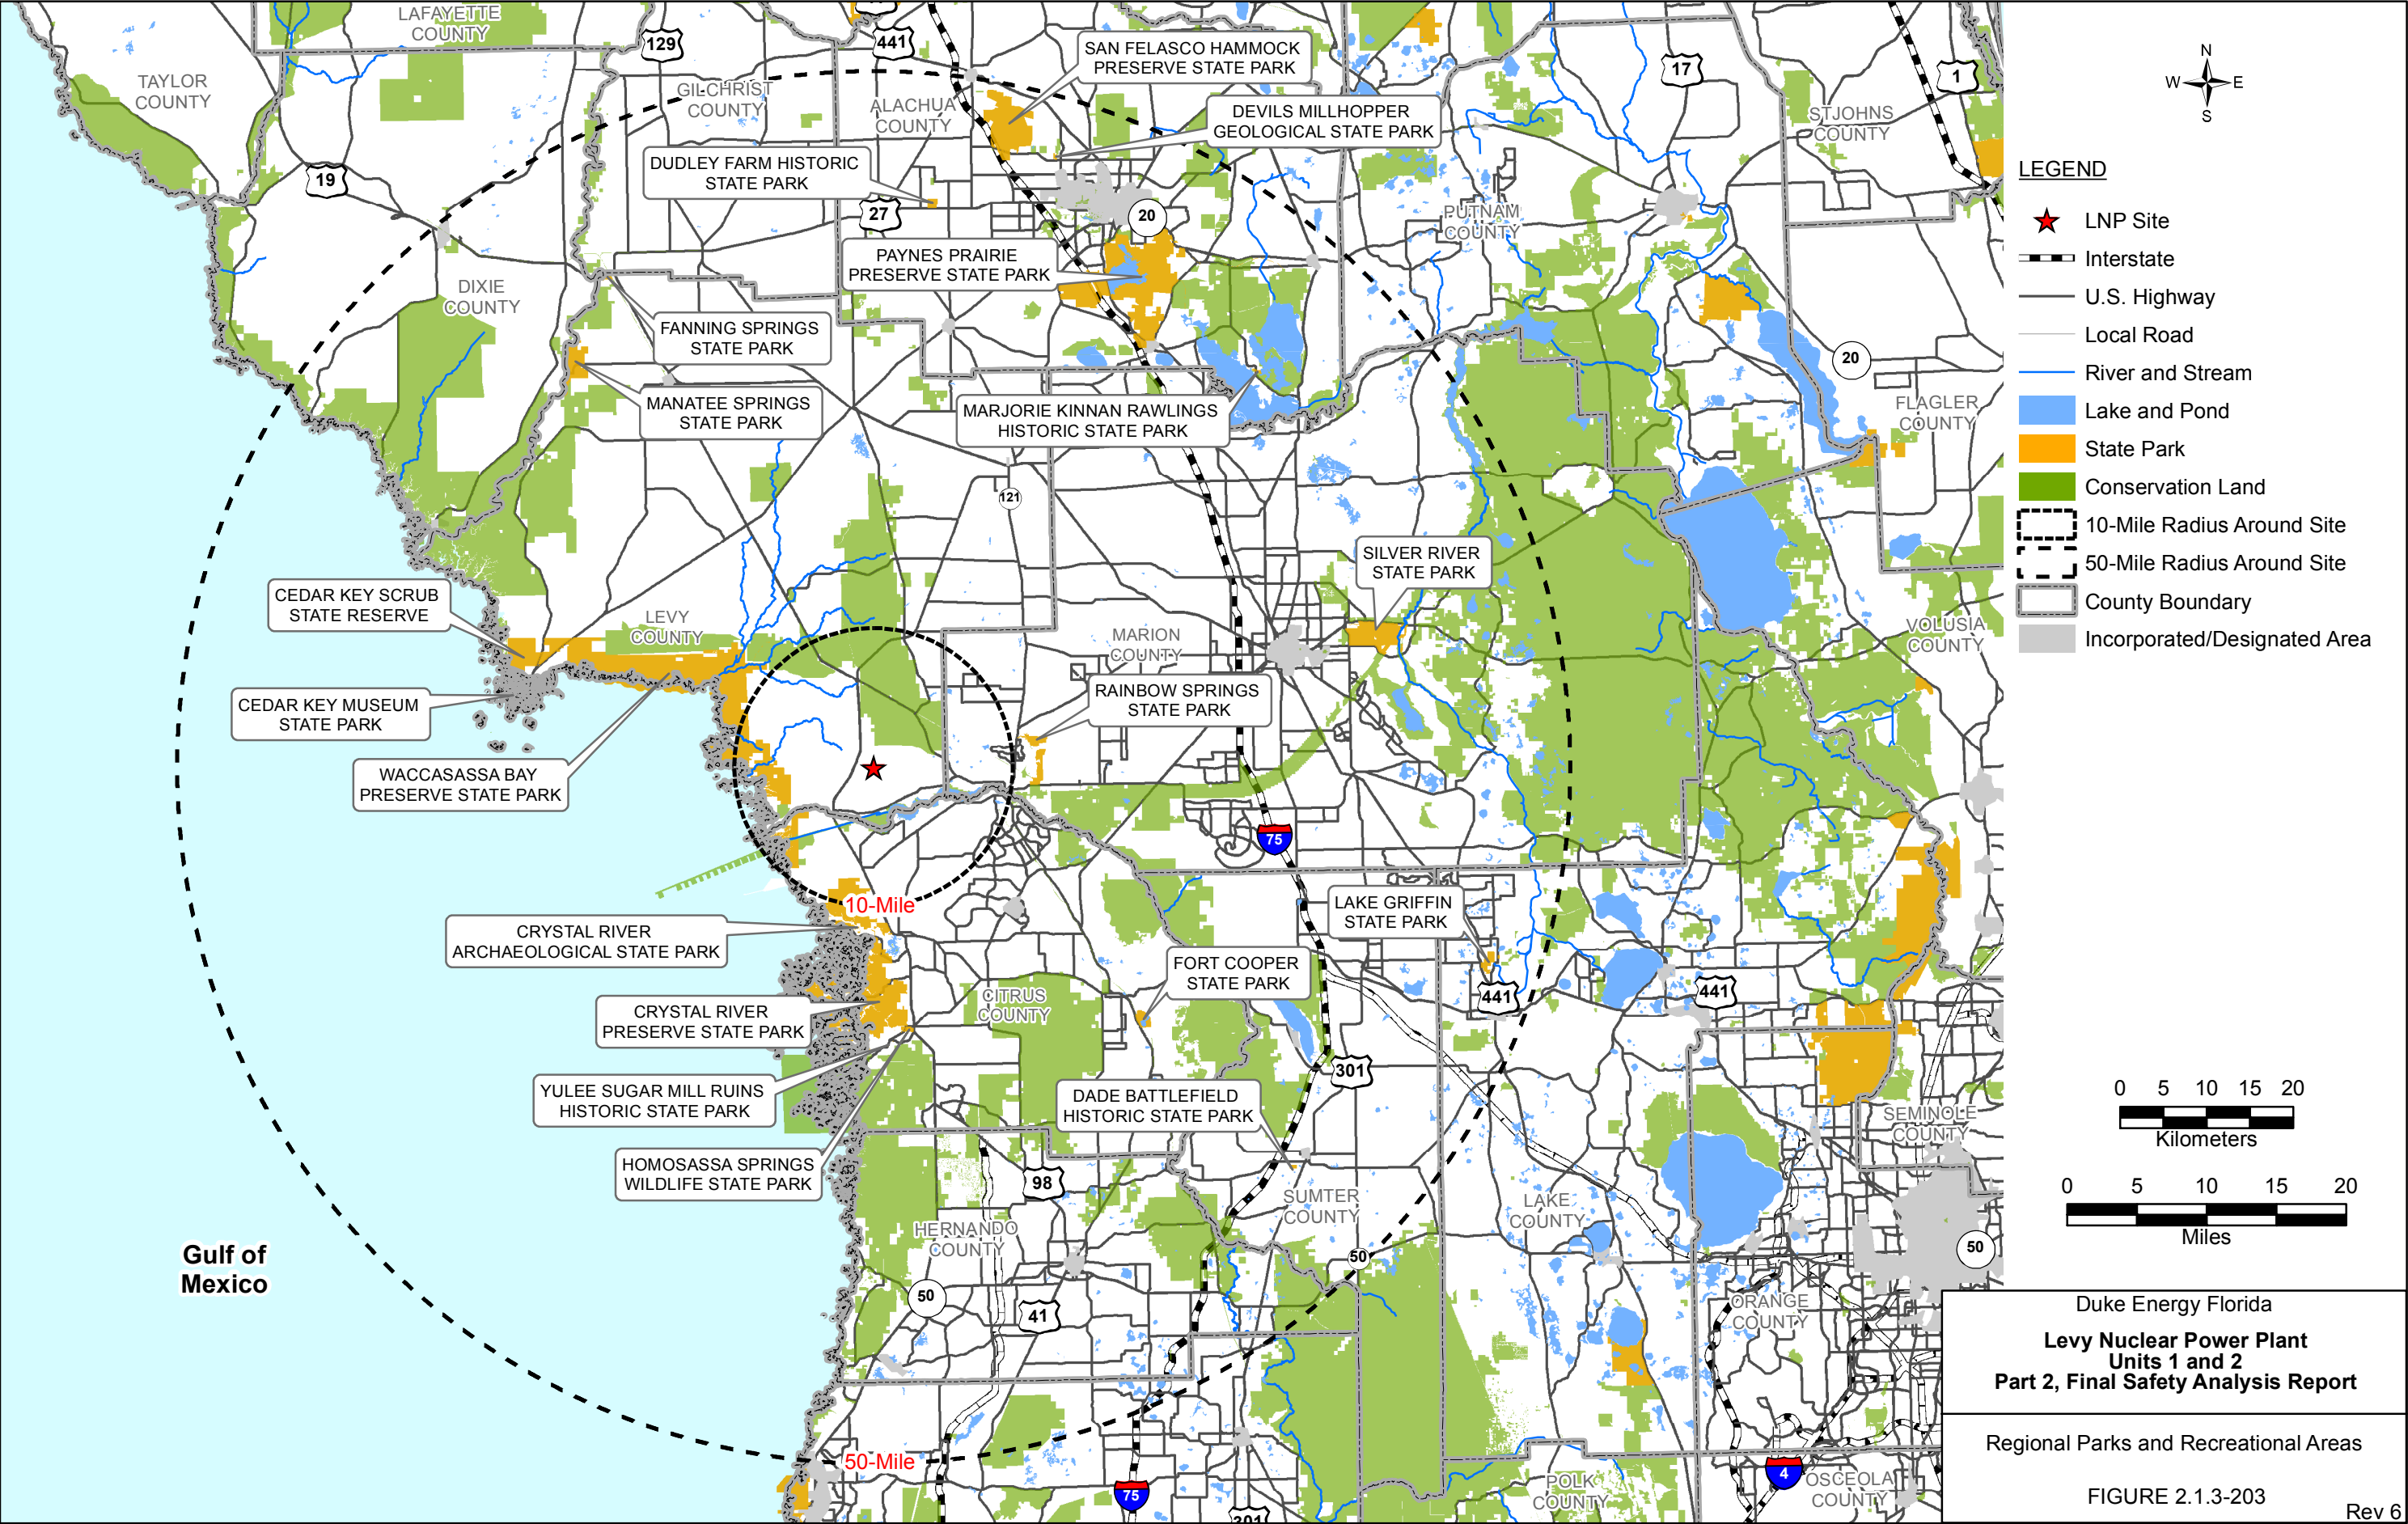 LAFAYETTE
COUNTY
TAYLOR
COUNTY
129
441
GILCHRIST
COUNTY
ALACHUA
COUNTY
SAN FELASCO HAMMOCK
PRESERVE STATE PARK
DEVILS MILLHOPPER
GEOLOGICAL STATE PARK
17
1
STJOHNS
COUNTY
DUDLEY FARM HISTORIC
STATE PARK
19
27
20
PUTNAM
COUNTY
PAYNES PRAIRIE
PRESERVE STATE PARK
DIXIE
COUNTY
FANNING SPRINGS
STATE PARK
MANATEE SPRINGS
STATE PARK
MARJORIE KINNAN RAWLINGS
HISTORIC STATE PARK
20
FLAGLER
COUNTY
121
SILVER RIVER
STATE PARK
CEDAR KEY SCRUB
STATE RESERVE
LEVY
COUNTY
MARION
COUNTY
VOLUSIA
COUNTY
CEDAR KEY MUSEUM
STATE PARK
RAINBOW SPRINGS
STATE PARK
WACCASASSA BAY
PRESERVE STATE PARK
75
10-Mile
LAKE GRIFFIN
STATE PARK
CRYSTAL RIVER
ARCHAEOLOGICAL STATE PARK
FORT COOPER
STATE PARK
441
441
CITRUS
COUNTY
CRYSTAL RIVER
PRESERVE STATE PARK
301
YULEE SUGAR MILL RUINS
HISTORIC STATE PARK
DADE BATTLEFIELD
HISTORIC STATE PARK
SEMINOLE
COUNTY
HOMOSASSA SPRINGS
WILDLIFE STATE PARK
98
SUMTER
COUNTY
LAKE
COUNTY
HERNANDO
COUNTY
Gulf of
Mexico
50
50
50
41
ORANGE
COUNTY
50-Mile
75
301
POLK
COUNTY
4
OSCEOLA
COUNTY
N
W E
S
LEGEND
LNP Site
Interstate
U.S. Highway
Local Road
River and Stream
Lake and Pond
State Park
Conservation Land
10-Mile Radius Around Site
50-Mile Radius Around Site
County Boundary
Incorporated/Designated Area
0 5 10 15 20
Kilometers
0 5 10 15 20
Miles
Duke Energy Florida
Levy Nuclear Power Plant
Units 1 and 2
Part 2, Final Safety Analysis Report
Regional Parks and Recreational Areas
FIGURE 2.1.3-203
Rev 6